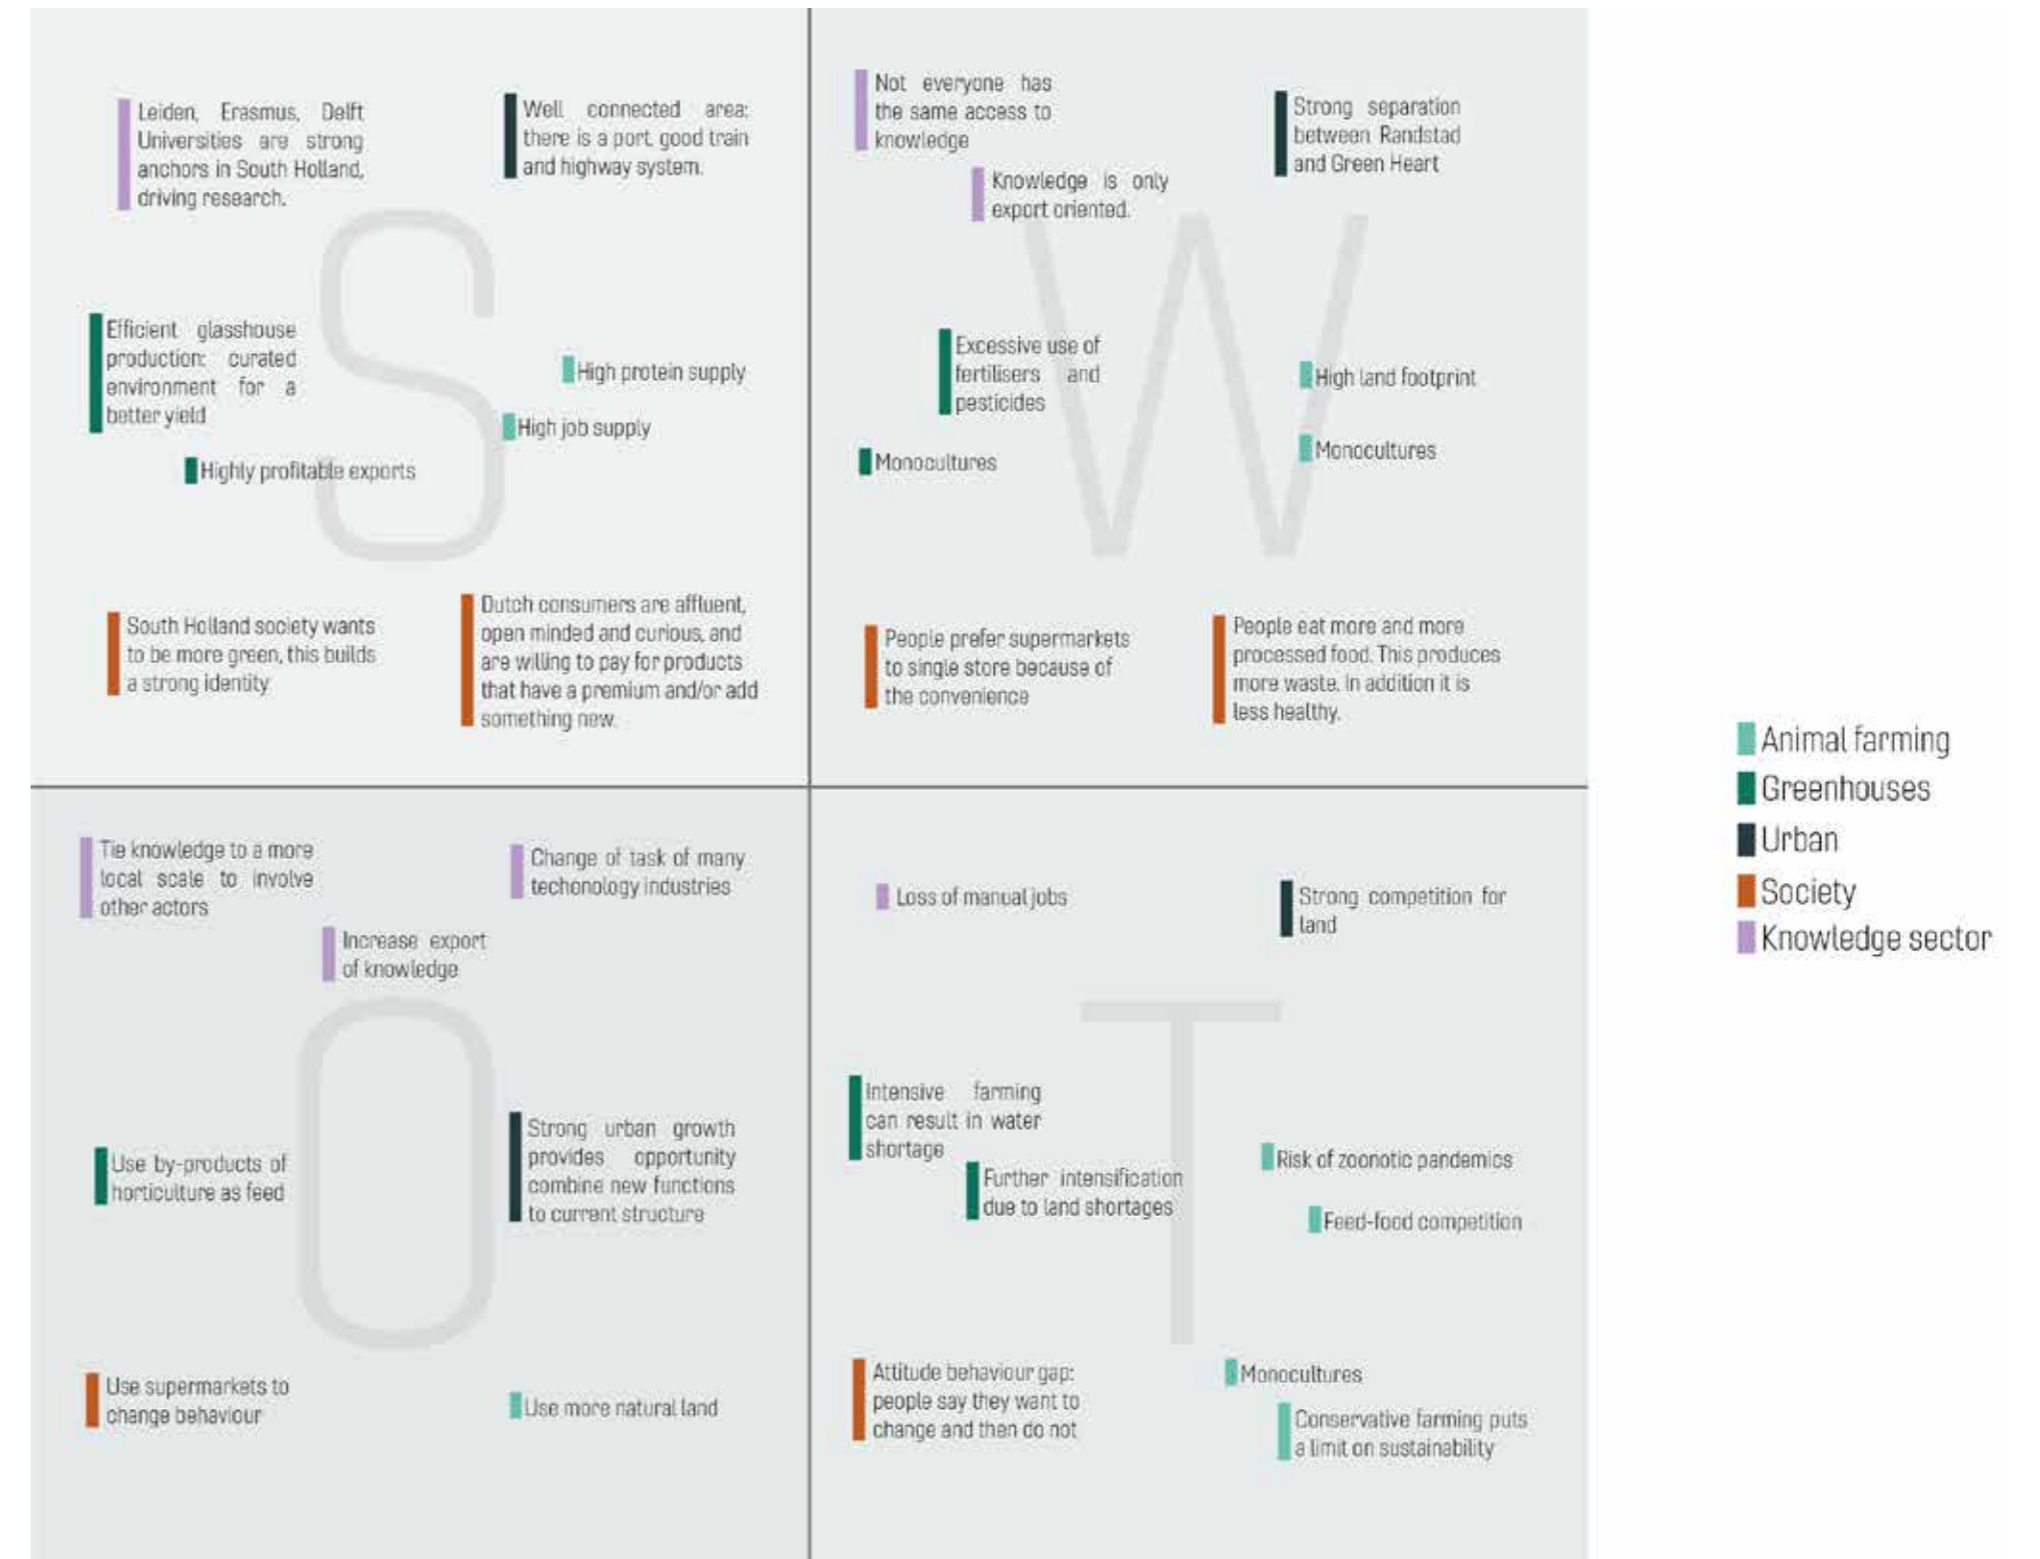 Leiden, Erasmus, Delft
Universities are strong
anchors in South Holland,
driving research.
Well connected area:
there is a port, good train
and highway system.
Efficient glasshouse
production: curated
environment for a
better yield
High protein supply
High job supply
Highly profitable exports
South Holland society wants
to be more green, this builds
a strong identity
Dutch consumers are affluent,
open minded and curious, and
are willing to pay for products
that have a premium and/or add
something new.
S
Not everyone has
the same access to
knowledge
Knowledge is only
export oriented.
Strong separation
between Randstad
and Green Heart
Excessive use of
fertilisers and
pesticides
Monocultures
High land footprint
Monocultures
People prefer supermarkets
to single store because of
the convenience
People eat more and more
processed food. This produces
more waste. In addition it is
less healthy.
W
Tie knowledge to a more
local scale to involve
other actors
Change of task of many
techonology industries
Increase export
of knowledge
Use by-products of
horticulture as feed
Strong urban growth
provides opportunity
combine new functions
to current structure
Use supermarkets to
change behaviour
Use more natural land
O
Loss of manual jobs
Strong competition for
land
Intensive farming
can result in water
shortage
Further intensification
due to land shortages
Risk of zoonotic pandemics
Feed-food competition
Attitude behaviour gap:
people say they want to
change and then do not
Monocultures
Conservative farming puts
a limit on sustainability
T
Animal farming
Greenhouses
Urban
Society
Knowledge sector